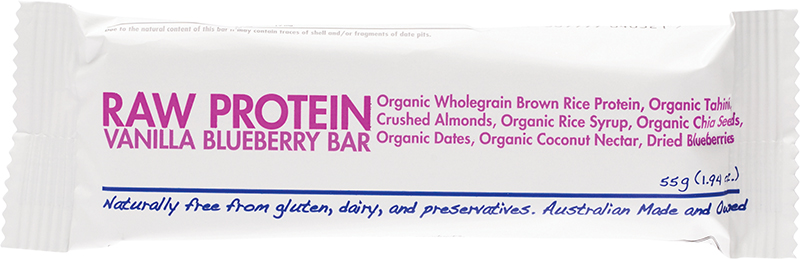 to the natural content of this bar it may contain traces of shell and/or fragments of date pits.
RAW PROTEIN
VANILLA BLUEBERRY BAR
Organic Wholegrain Brown Rice Protein, Organic Tahini,
Crushed Almonds, Organic Rice Syrup, Organic Chia Seeds,
Organic Dates, Organic Coconut Nectar, Dried Blueberries
55g (1.94 oz.)
Naturally free from gluten, dairy, and preservatives. Australian Made and Owned